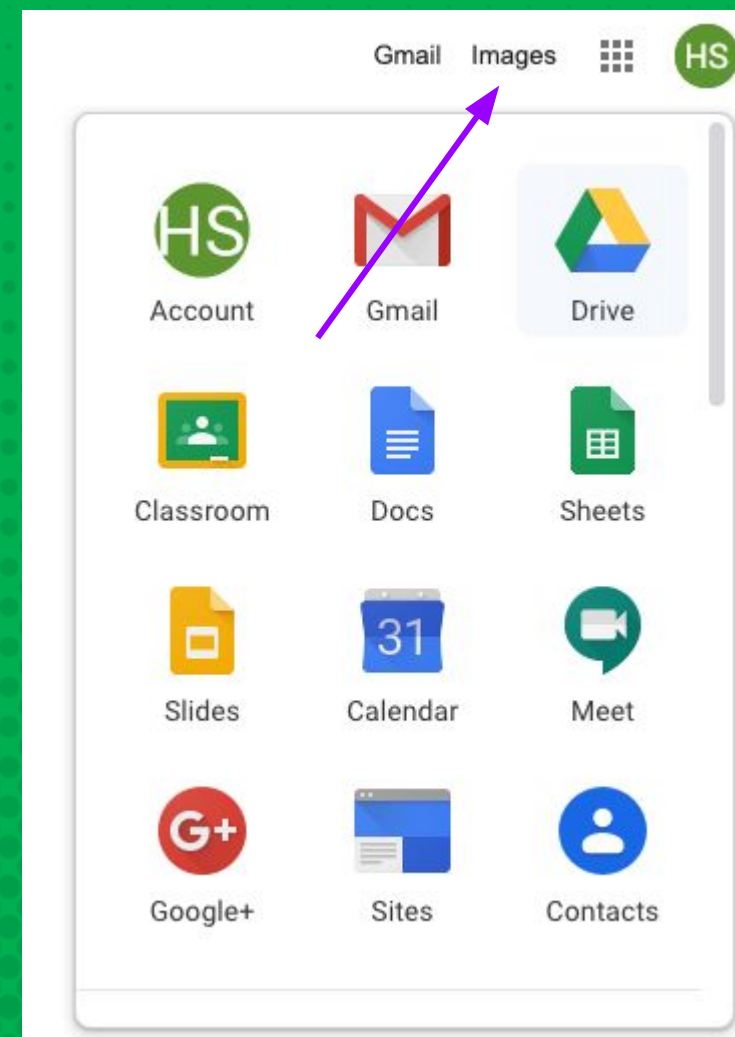 Gmail Images HS
HS
Account Gmail Drive
Classroom Docs Sheets
31
Slides Calendar Meet
G+
Google+ Sites Contacts